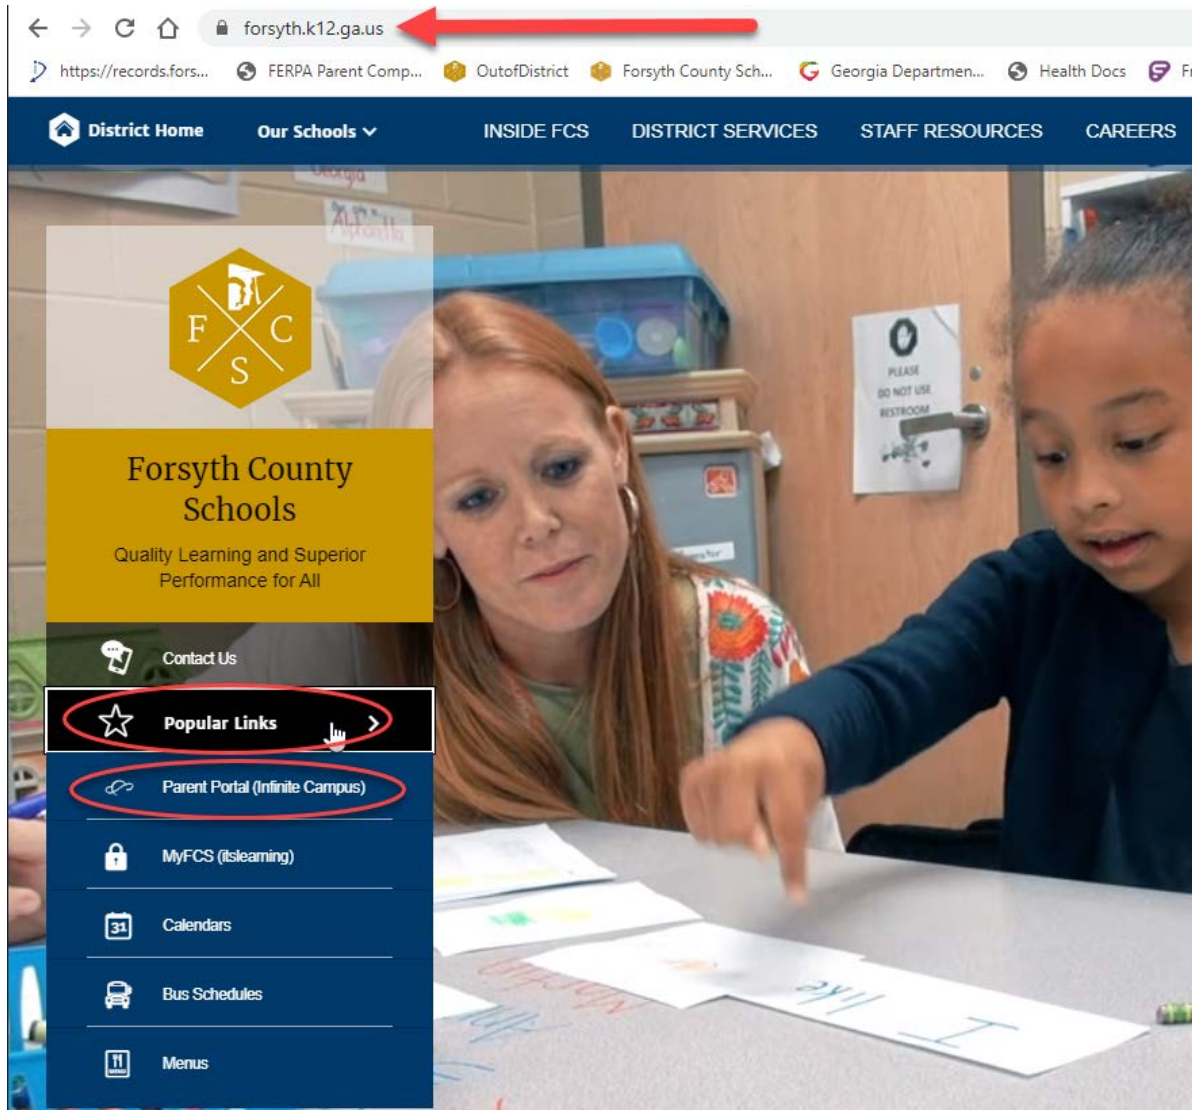 forsyth.k12.ga.us
https://records.fors... FERPA Parent Comp... OutofDistrict Forsyth County Sch... Georgia Departmen... Health Docs
District Home Our Schools INSIDE FCS DISTRICT SERVICES STAFF RESOURCES CAREERS
Georgia
Alpharetta
F C
S
PLEASE
DO NOT USE
RESTROOM
Forsyth County
Schools
Quality Learning and Superior
Performance for All
Contact Us
Popular Links
Parent Portal (Infinite Campus)
MyFCS (itslearning)
31 Calendars
Bus Schedules
MENU Menus
I like